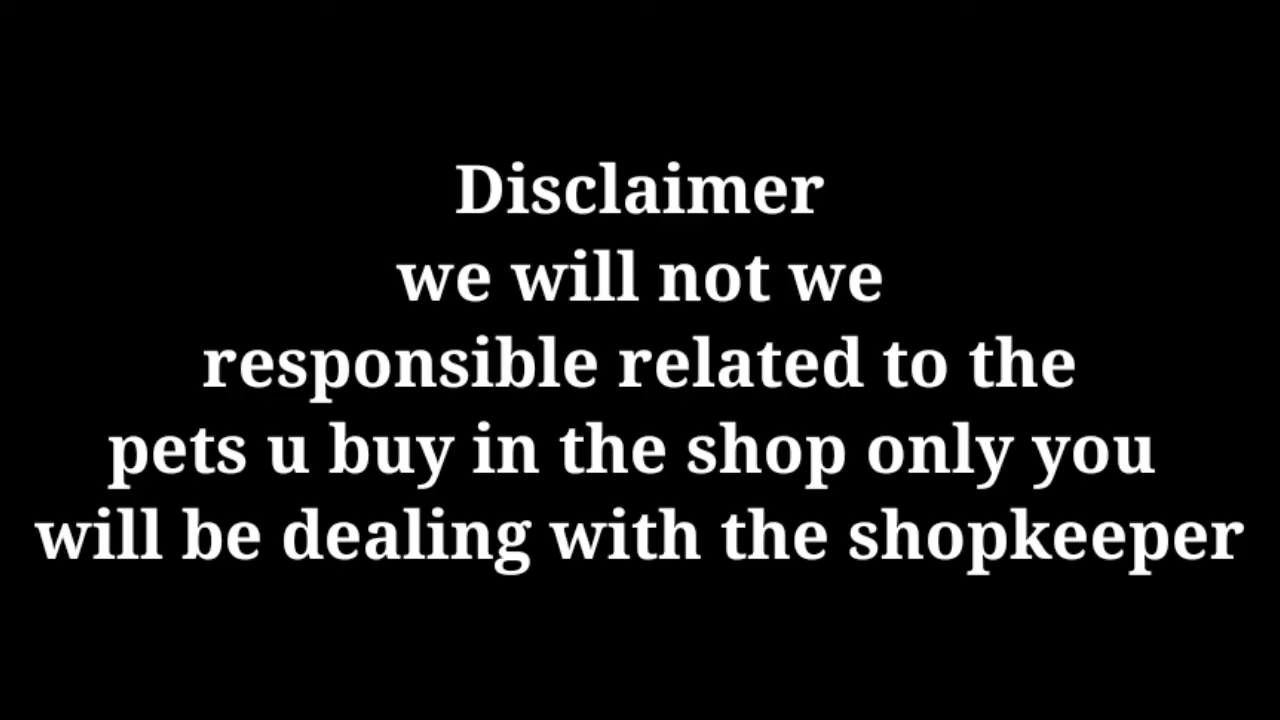 Disclaimer
we will not we
responsible related to the
pets u buy in the shop only you
will be dealing with the shopkeeper